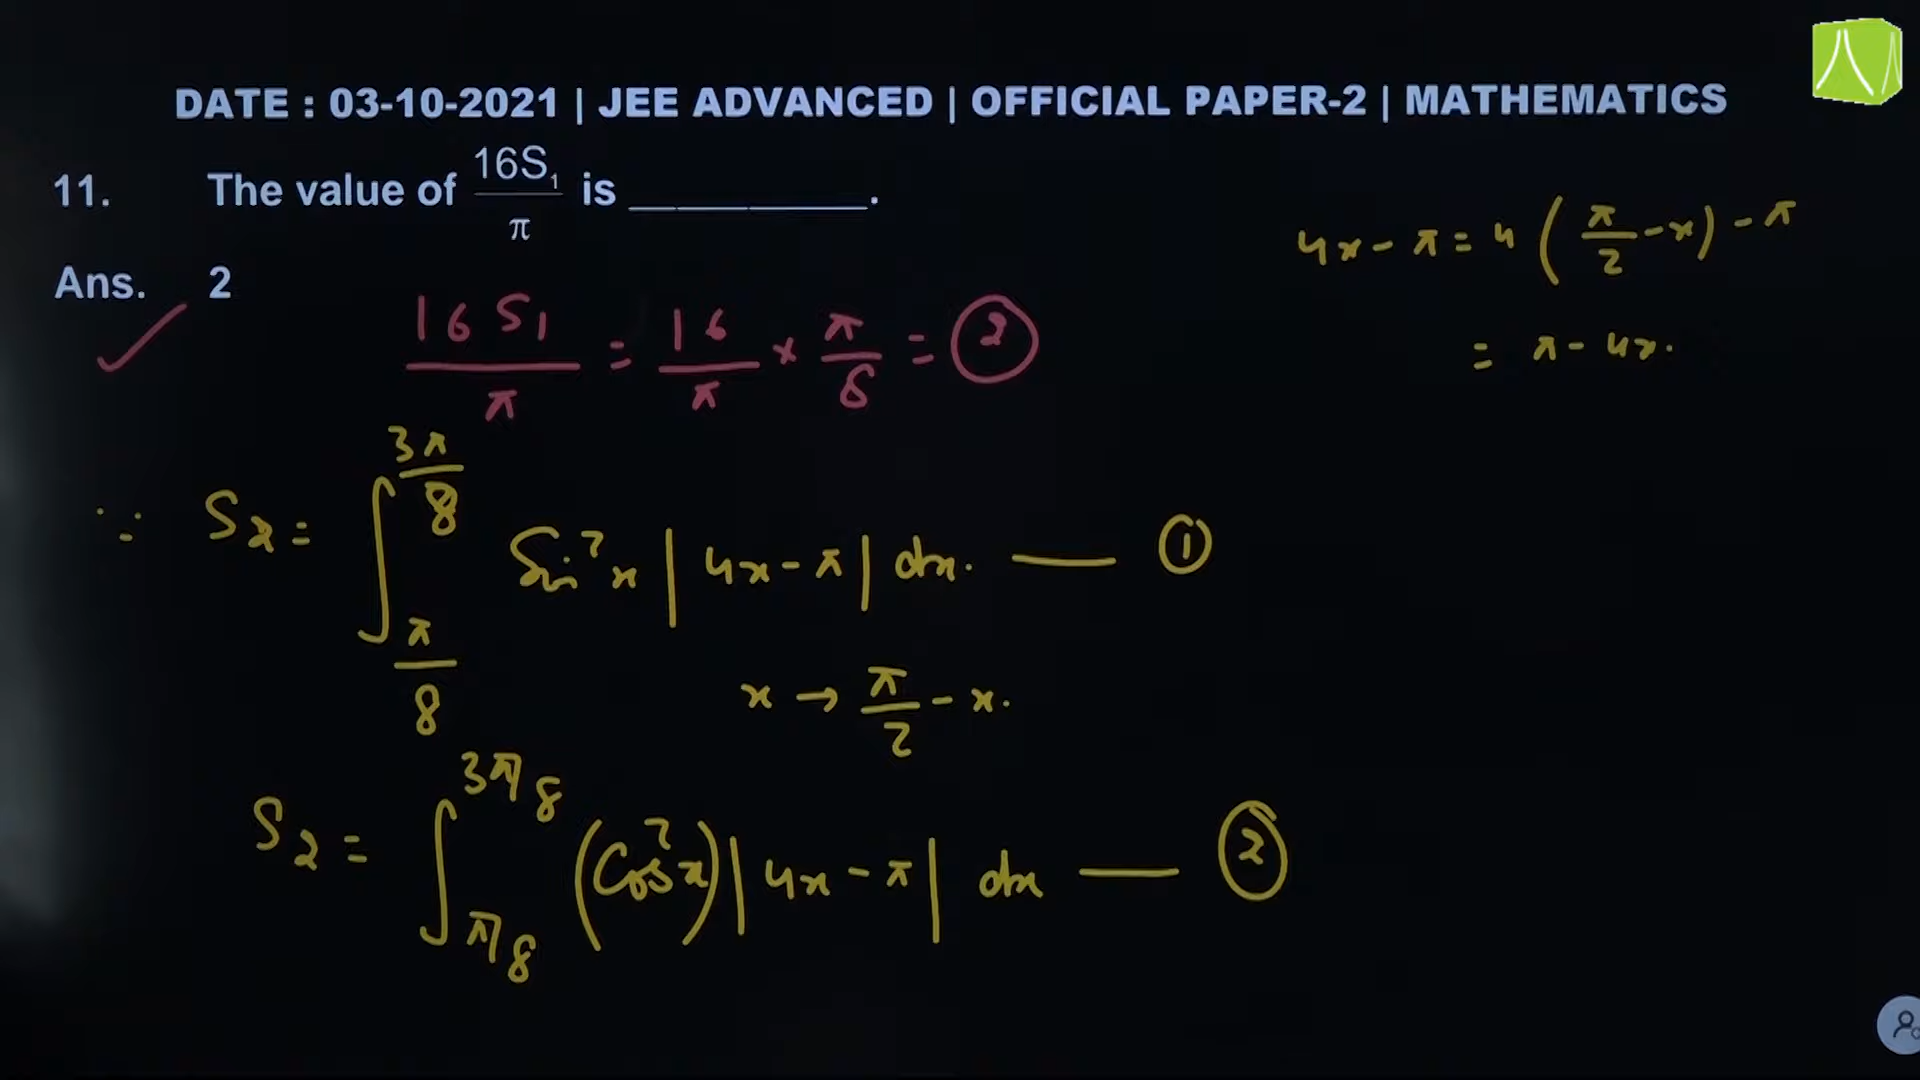 DATE : 03-10-2021 | JEE ADVANCED | OFFICIAL PAPER-2 | MATHEMATICS
11. The value of 16S₁/π is ________.
4x - π = 4(π/2 - x) - π
= π - 4x.
Ans. 2
16S₁/π = 16/π × π/8 = 2
∵ S₂ = ∫_{π/8}^{3π/8} Sin²x |4x - π| dx. — ①
x → π/2 - x.
S₂ = ∫_{π/8}^{3π/8} (Cos²x) |4x - π| dx — ②